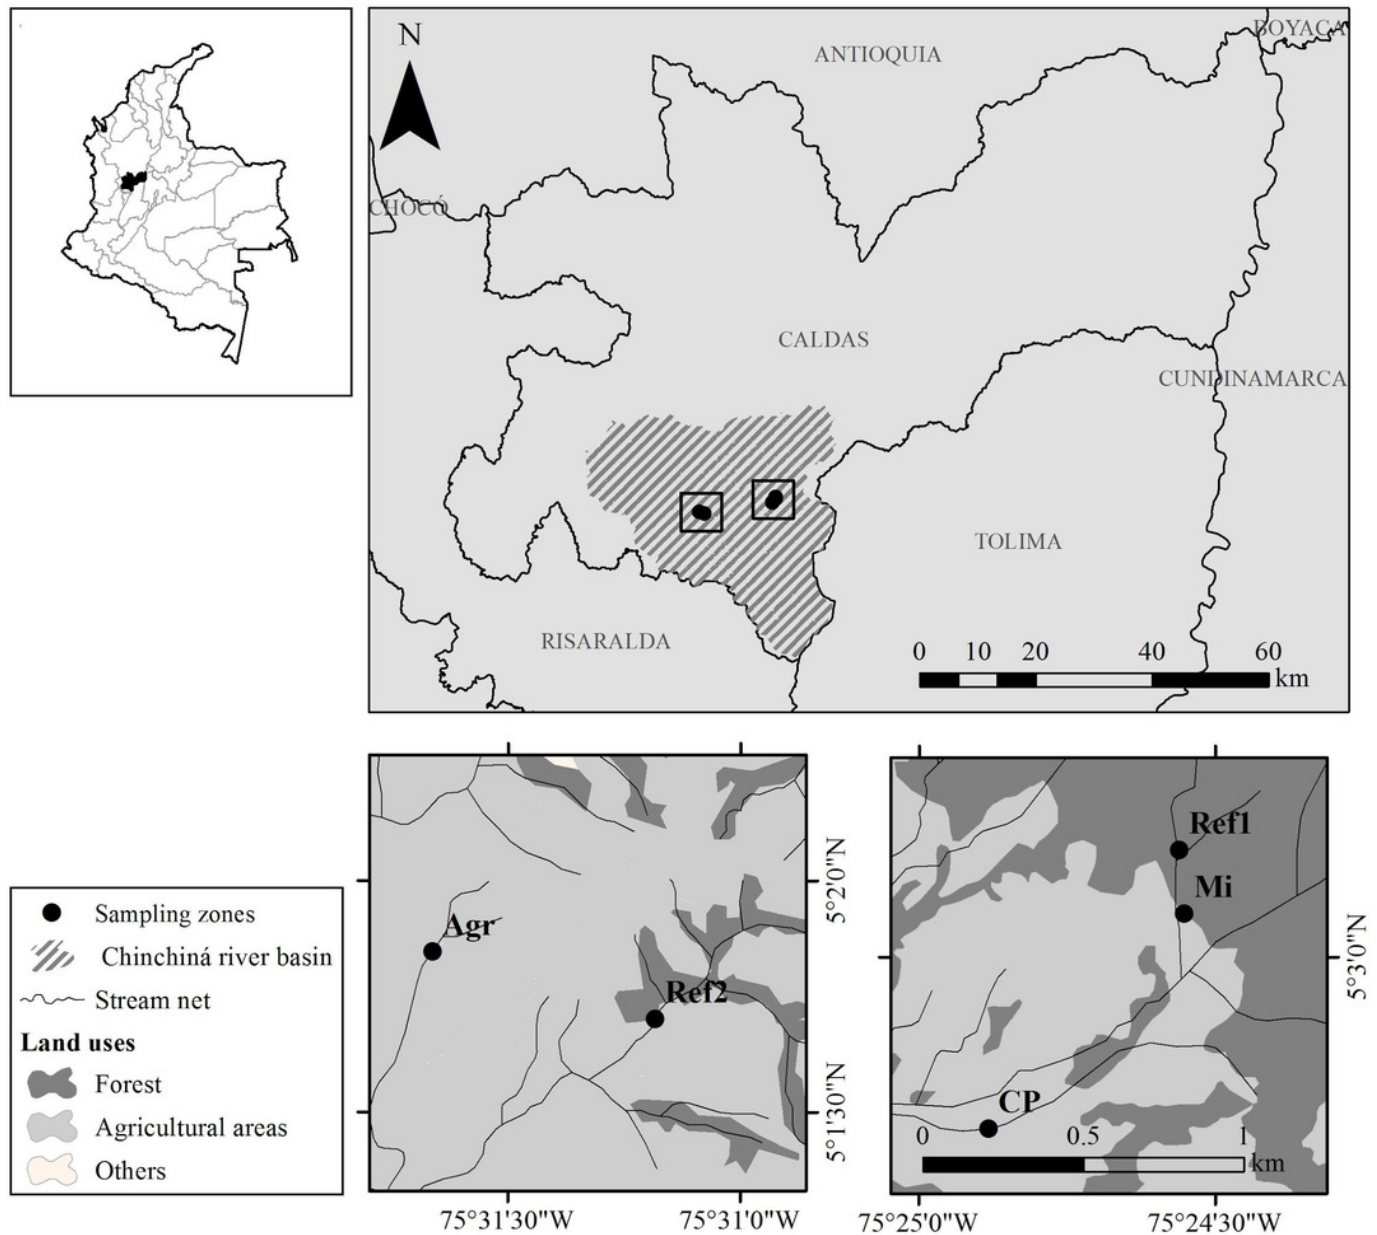 N
ANTIOQUIA
BOYACA
CHOCÓ
CALDAS
CUNDINAMARCA
TOLIMA
RISARALDA
0 10 20 40 60
km
Sampling zones
Chinchiná river basin
Stream net
Land uses
Forest
Agricultural areas
Others
Agr
Ref2
5°2'0"N
5°1'30"N
75°31'30"W 75°31'0"W
Ref1
Mi
CP
0 0.5 1
km
5°3'0"N
75°25'0"W 75°24'30"W